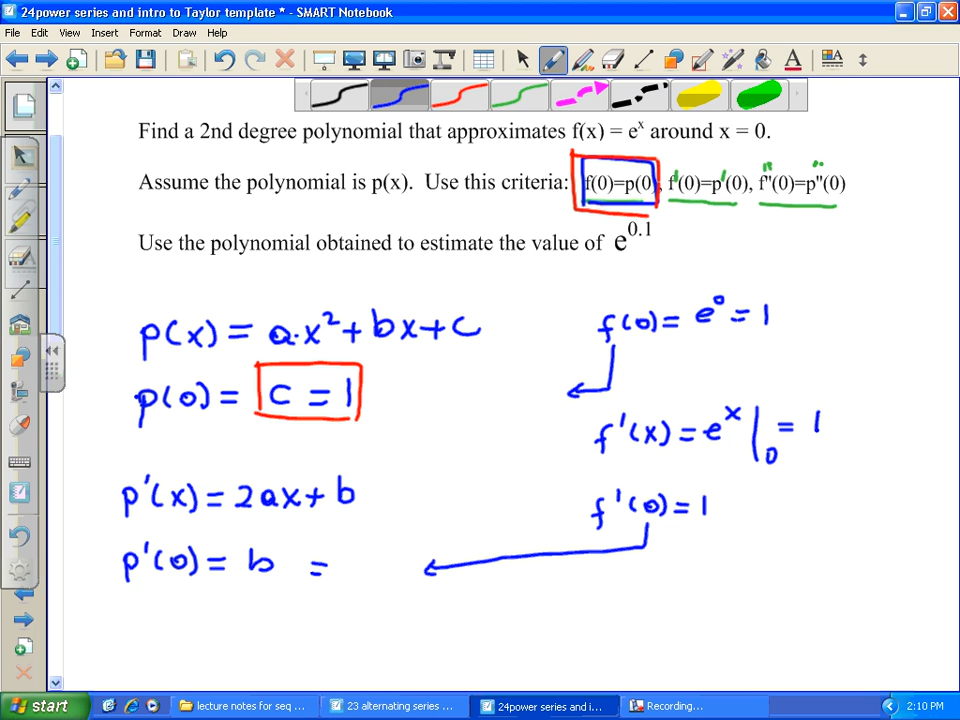 24power series and intro to Taylor template * - SMART Notebook
File Edit View Insert Format Draw Help
Find a 2nd degree polynomial that approximates f(x) = eˣ around x = 0.
Assume the polynomial is p(x). Use this criteria: f(0)=p(0), f'(0)=p'(0), f''(0)=p''(0)
Use the polynomial obtained to estimate the value of e^0.1
p(x) = a·x² + bx + c
f(0) = e⁰ = 1
p(0) = c = 1
f'(x) = eˣ |₀ = 1
p'(x) = 2ax + b
f'(0) = 1
p'(0) = b =
start
lecture notes for seq ...
23 alternating series ...
24power series and i...
Recording...
2:10 PM